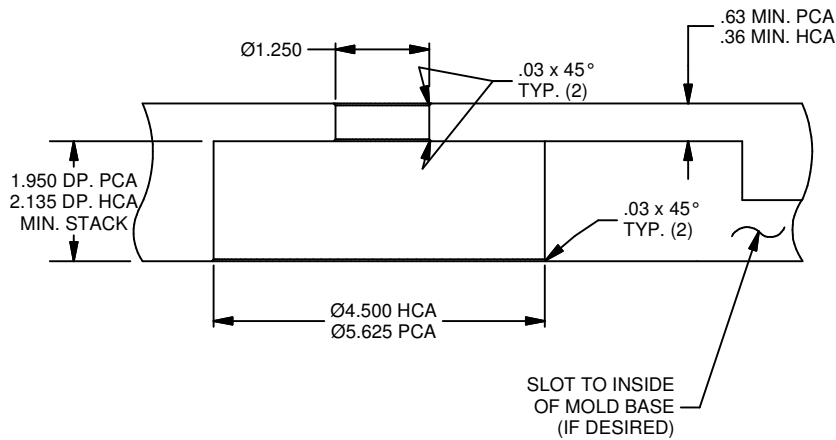 .63 MIN. PCA
.36 MIN. HCA
Ø1.250
.03 x 45°
TYP. (2)
1.950 DP. PCA
2.135 DP. HCA
MIN. STACK
.03 x 45°
TYP. (2)
Ø4.500 HCA
Ø5.625 PCA
SLOT TO INSIDE
OF MOLD BASE
(IF DESIRED)